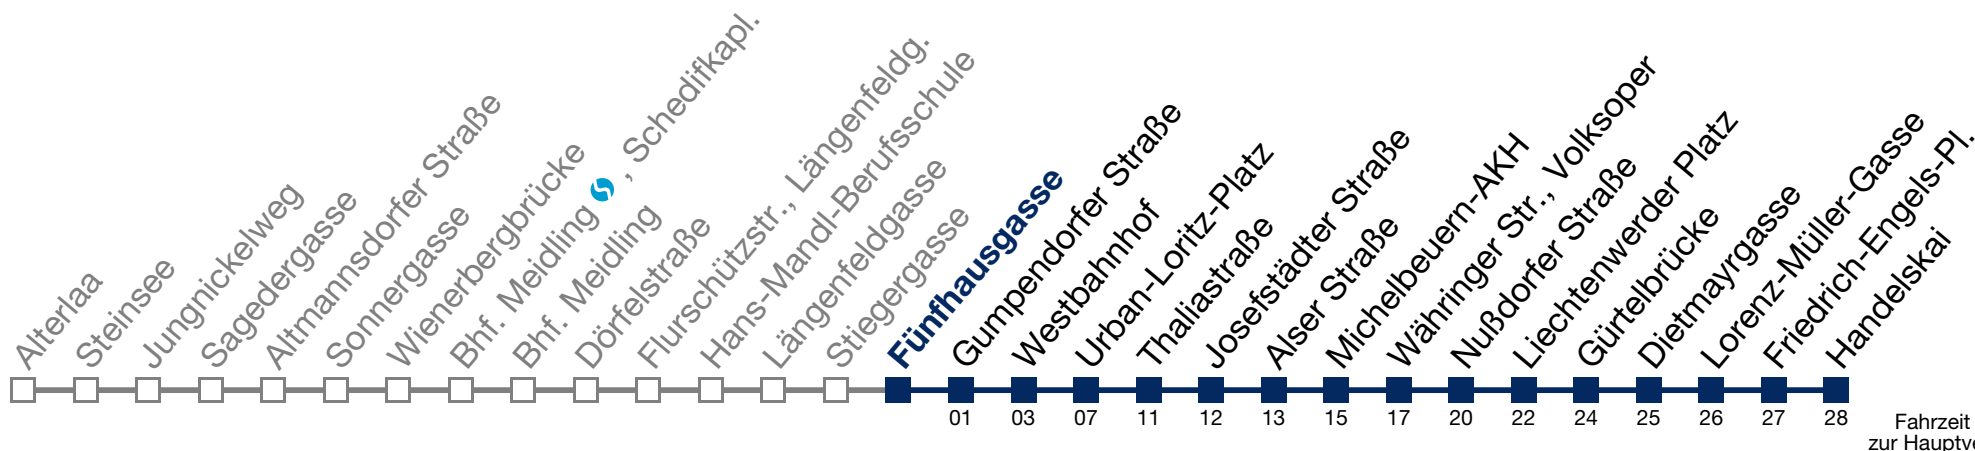 Alterlaa
Steinsee
Jungnickelweg
Sagedergasse
Altmannsdorfer Straße
Sonnergasse
Wienerbergbrücke
Bhf. Meidling , Schedifkapl.
Bhf. Meidling
Dörfelstraße
Flurschützstr., Längenfeldg.
Hans-Mandl-Berufsschule
Längenfeldgasse
Stiegergasse
Fünfhausgasse
Gumpendorfer Straße
Westbahnhof
Urban-Loritz-Platz
Thaliastraße
Josefstädter Straße
Alser Straße
Michelbeuern-AKH
Währinger Str., Volksoper
Nußdorfer Straße
Liechtenwerder Platz
Gürtelbrücke
Dietmayrgasse
Lorenz-Müller-Gasse
Friedrich-Engels-Pl.
Handelskai
01 03 07 11 12 13 15 17 20 22 24 25 26 27 28
Fahrzeit
zur Hauptve